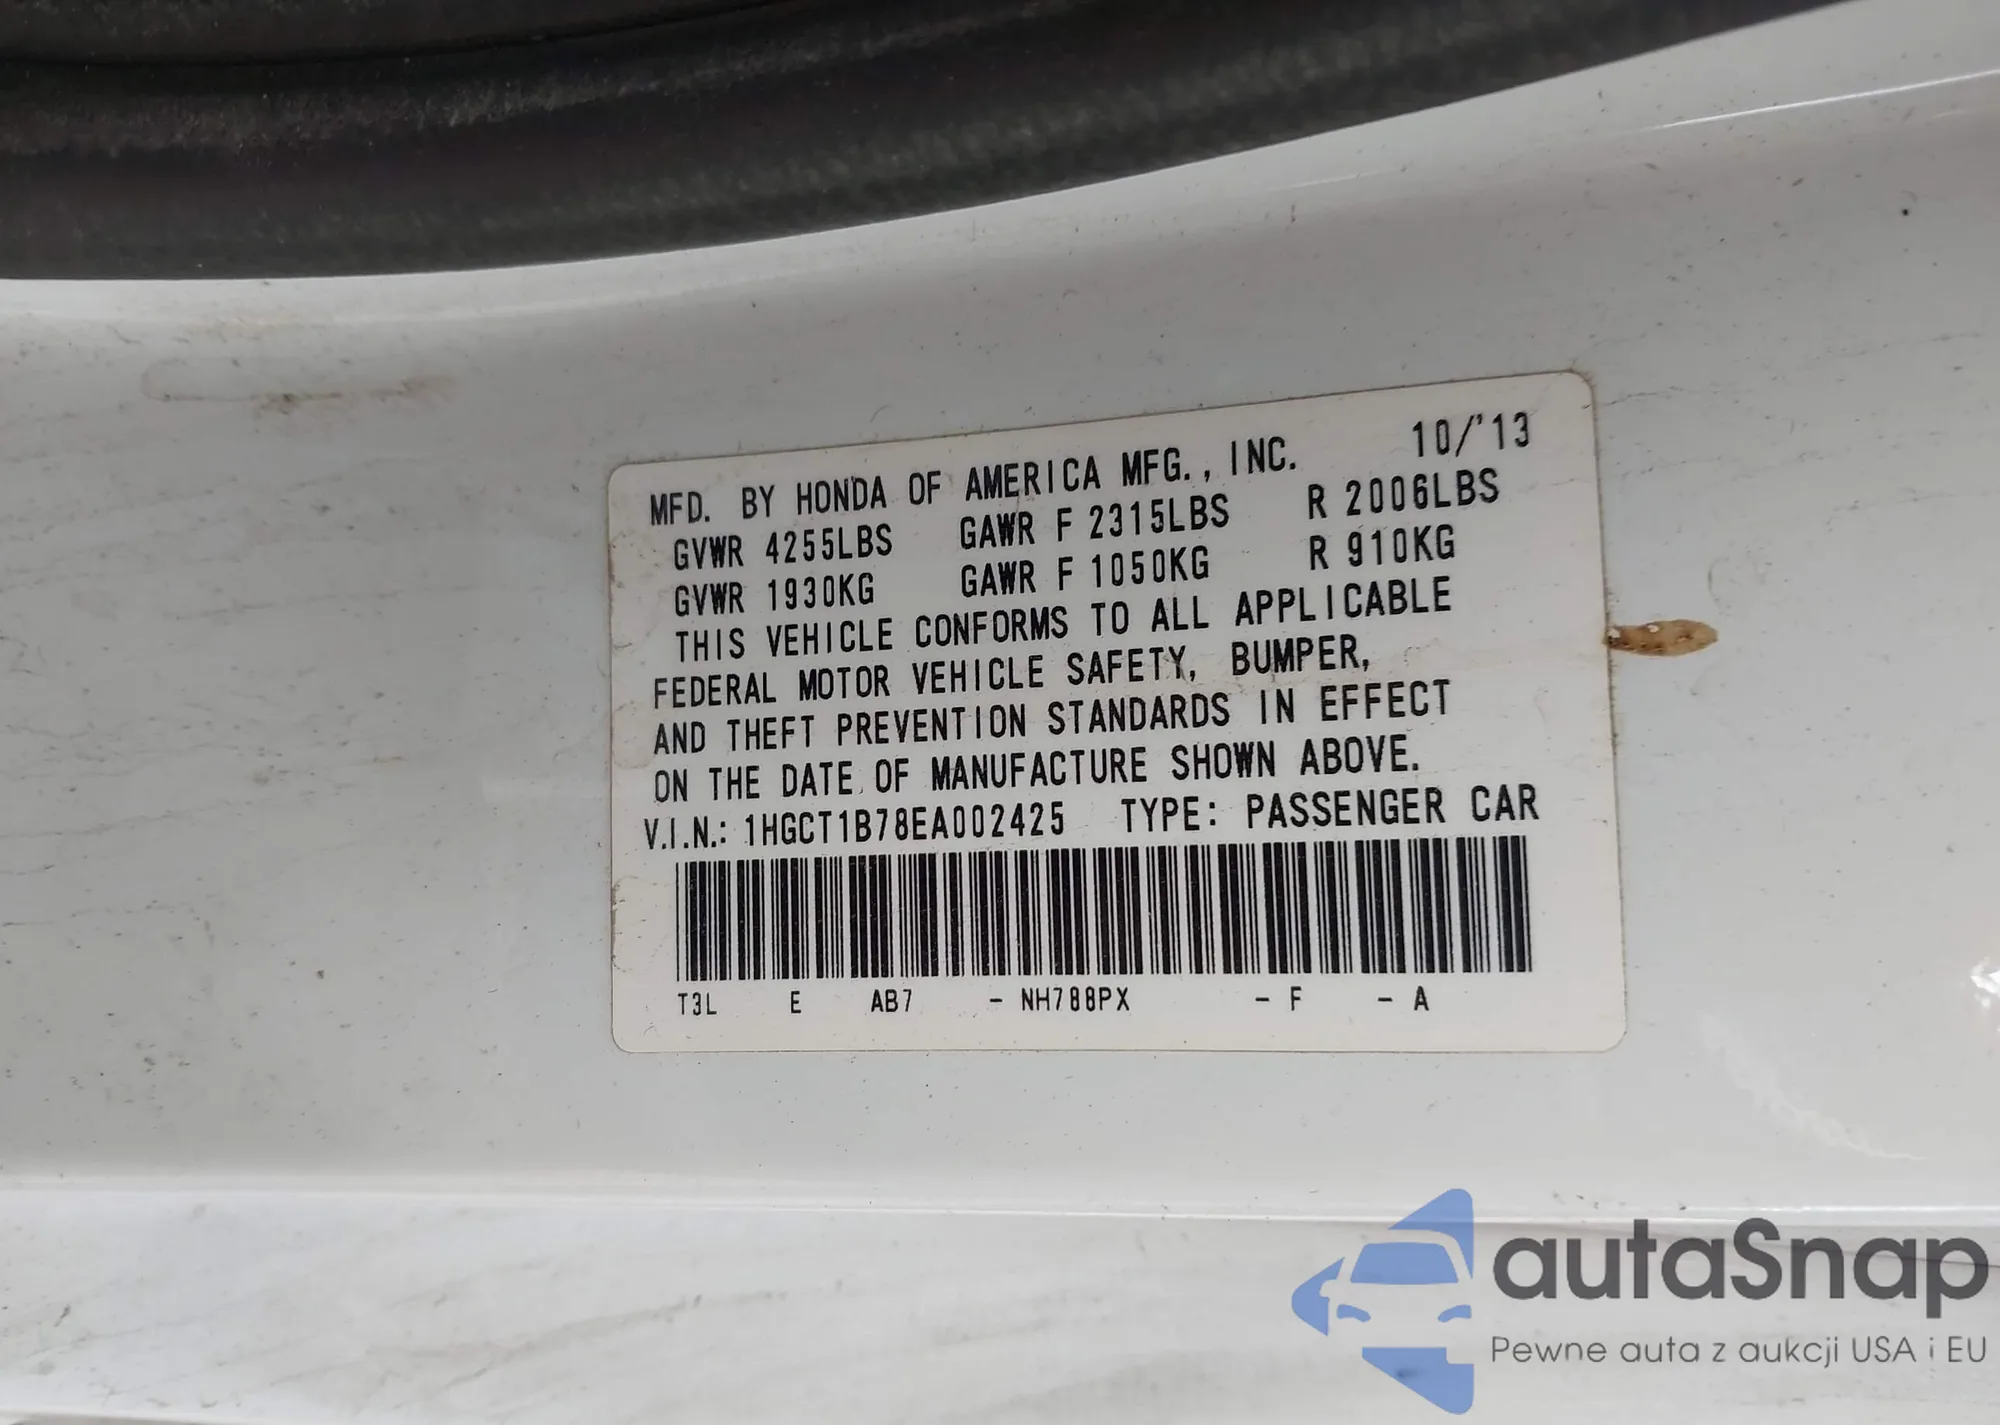 MFD. BY HONDA OF AMERICA MFG., INC. 10/'13
GVWR 4255LBS GAWR F 2315LBS R 2006LBS
GVWR 1930KG GAWR F 1050KG R 910KG
THIS VEHICLE CONFORMS TO ALL APPLICABLE
FEDERAL MOTOR VEHICLE SAFETY, BUMPER,
AND THEFT PREVENTION STANDARDS IN EFFECT
ON THE DATE OF MANUFACTURE SHOWN ABOVE.
V.I.N.: 1HGCT1B78EA002425 TYPE: PASSENGER CAR
T3L E AB7 - NH788PX - F - A
autaSnap
Pewne auta z aukcji USA i EU